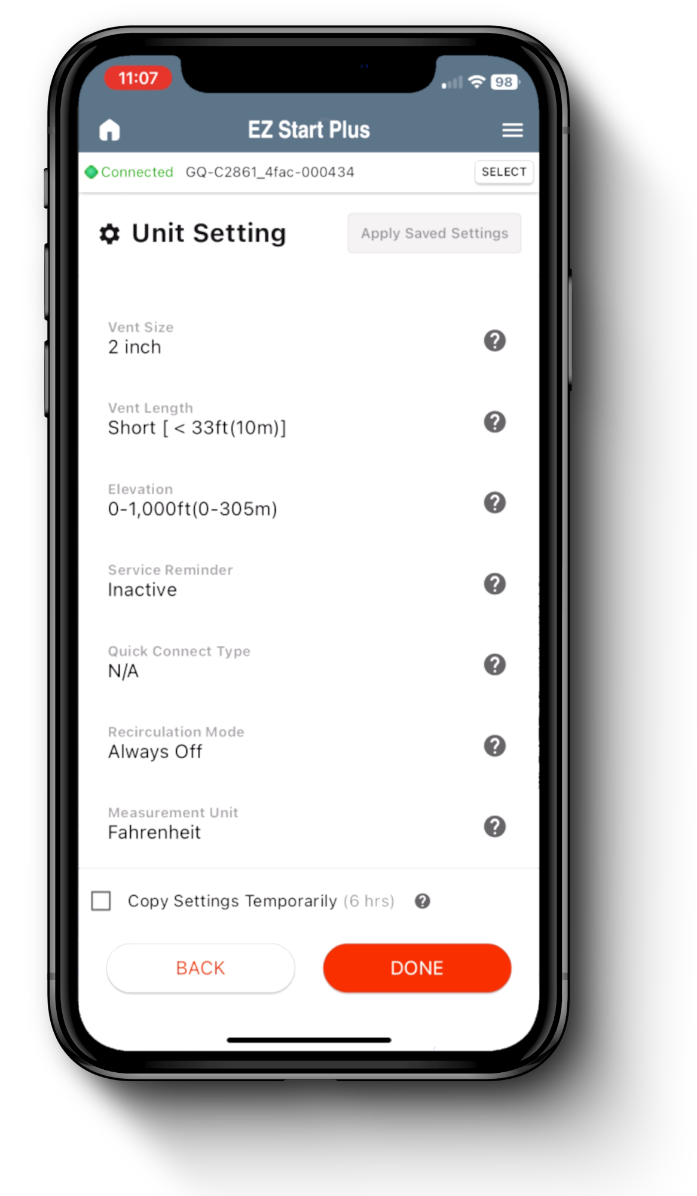 11:07
98
EZ Start Plus
Connected GQ-C2861_4fac-000434 SELECT
Unit Setting Apply Saved Settings
Vent Size
2 inch
Vent Length
Short [ < 33ft(10m)]
Elevation
0-1,000ft(0-305m)
Service Reminder
Inactive
Quick Connect Type
N/A
Recirculation Mode
Always Off
Measurement Unit
Fahrenheit
Copy Settings Temporarily (6 hrs)
BACK DONE